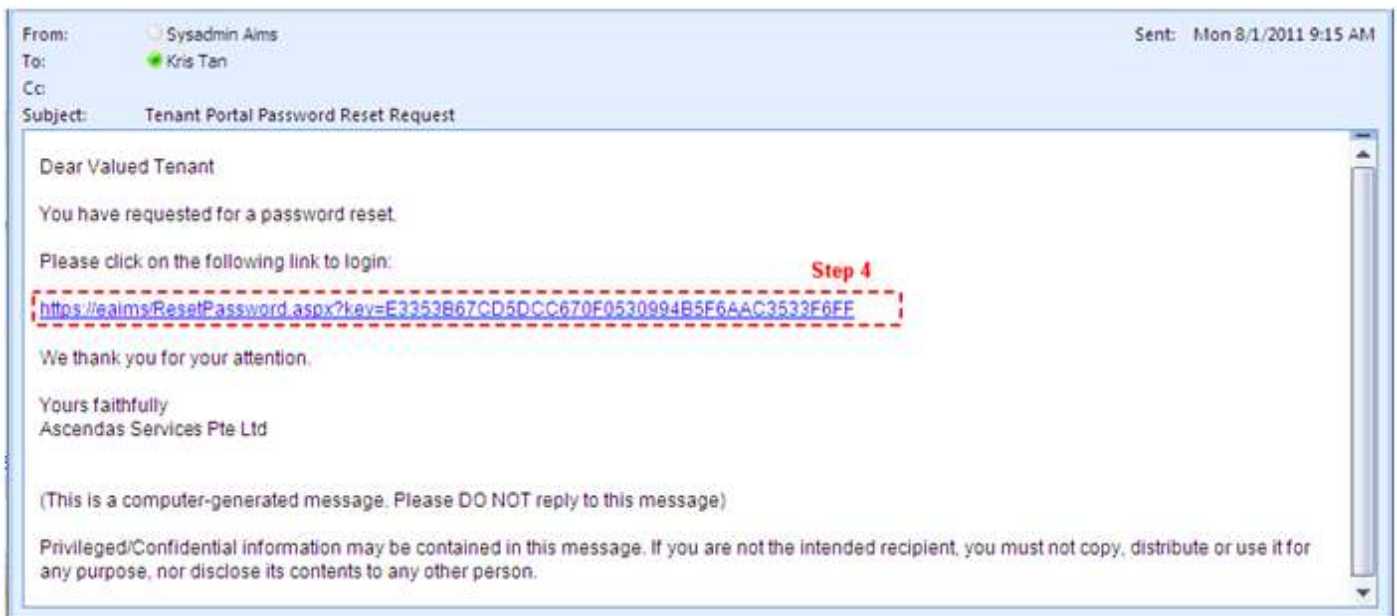 From: Sysadmin Aims Sent: Mon 8/1/2011 9:15 AM
To: Kris Tan
Cc:
Subject: Tenant Portal Password Reset Request
Dear Valued Tenant
You have requested for a password reset.
Please click on the following link to login:
Step 4
https://eaims/ResetPassword.aspx?key=E3353B67CD5DCC670F0530994B5F6AAC3533F6FF
We thank you for your attention.
Yours faithfully
Ascendas Services Pte Ltd
(This is a computer-generated message. Please DO NOT reply to this message)
Privileged/Confidential information may be contained in this message. If you are not the intended recipient, you must not copy, distribute or use it for
any purpose, nor disclose its contents to any other person.